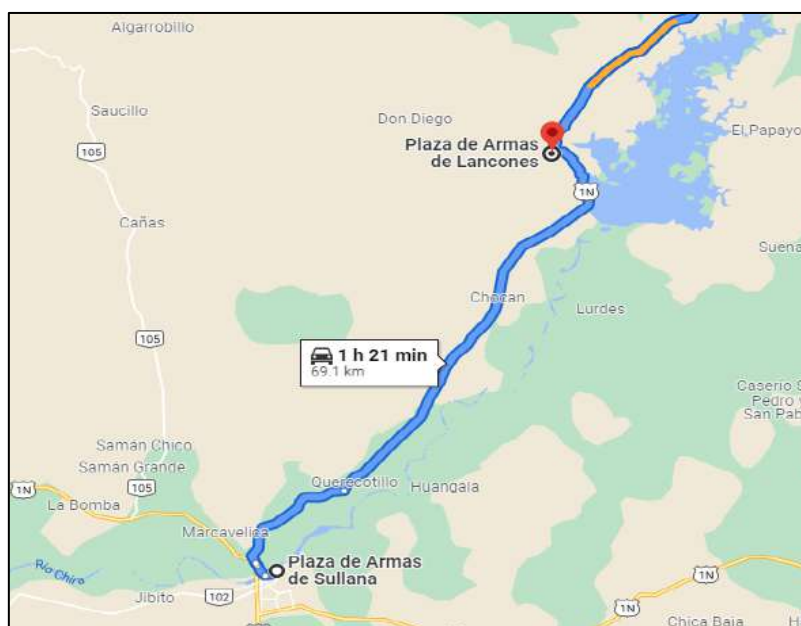 Algarrobillo
Saucillo
Don Diego
Plaza de Armas
de Lancones
El Papayo
105
1N
Cañas
Suena
Chocan
Lurdes
105
1 h 21 min
69.1 km
Caserio S
Pedro y
San Pab
Samán Chico
Samán Grande
105
Querecotillo
Huangala
1N
La Bomba
Marcavelica
Río Chira
Plaza de Armas
de Sullana
Jibito
102
1N
1N
Chica Baja